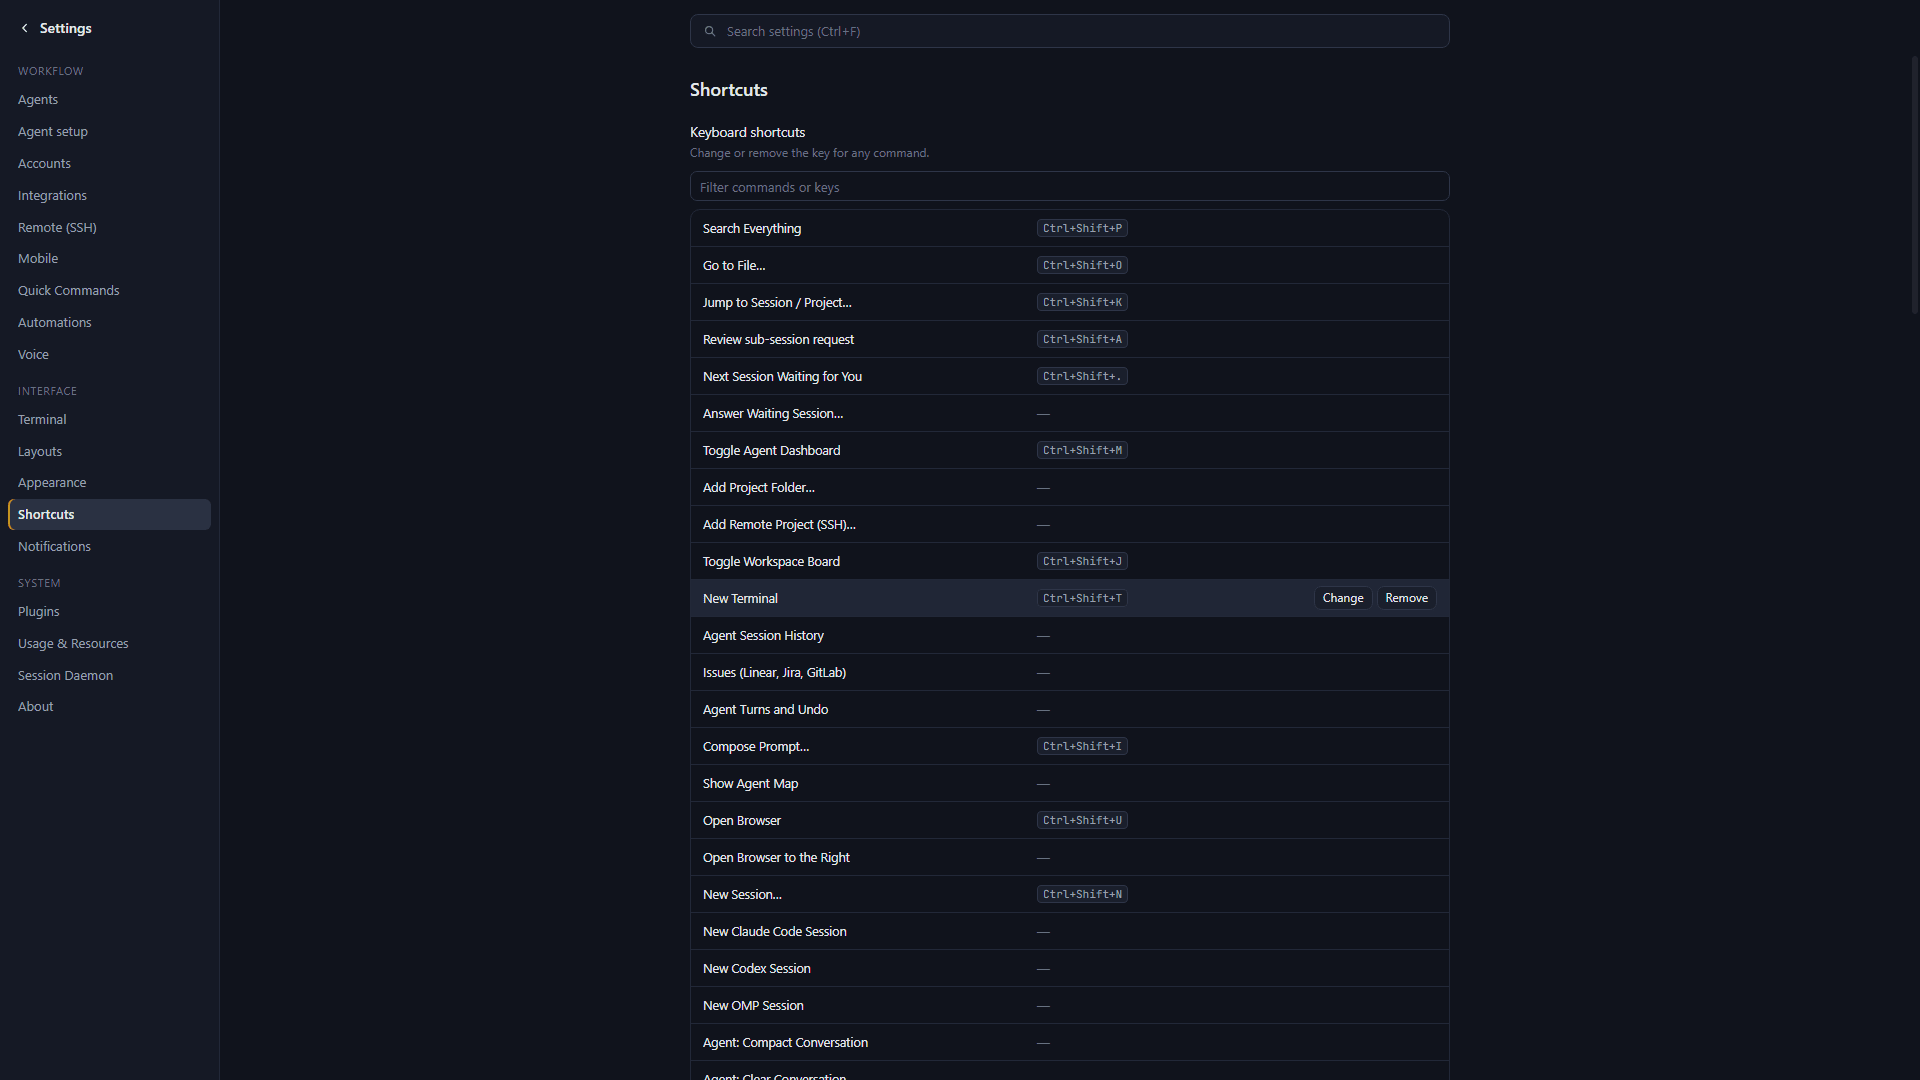 Settings
WORKFLOW
Agents
Agent setup
Accounts
Integrations
Remote (SSH)
Mobile
Quick Commands
Automations
Voice
INTERFACE
Terminal
Layouts
Appearance
Shortcuts
Notifications
SYSTEM
Plugins
Usage & Resources
Session Daemon
About
Search settings (Ctrl+F)
Shortcuts
Keyboard shortcuts
Change or remove the key for any command.
Filter commands or keys
Search Everything Ctrl+Shift+P
Go to File... Ctrl+Shift+O
Jump to Session / Project... Ctrl+Shift+K
Review sub-session request Ctrl+Shift+A
Next Session Waiting for You Ctrl+Shift+.
Answer Waiting Session... —
Toggle Agent Dashboard Ctrl+Shift+M
Add Project Folder... —
Add Remote Project (SSH)... —
Toggle Workspace Board Ctrl+Shift+J
New Terminal Ctrl+Shift+T Change Remove
Agent Session History —
Issues (Linear, Jira, GitLab) —
Agent Turns and Undo —
Compose Prompt... Ctrl+Shift+I
Show Agent Map —
Open Browser Ctrl+Shift+U
Open Browser to the Right —
New Session... Ctrl+Shift+N
New Claude Code Session —
New Codex Session —
New OMP Session —
Agent: Compact Conversation —
Agent: Clear Conversation